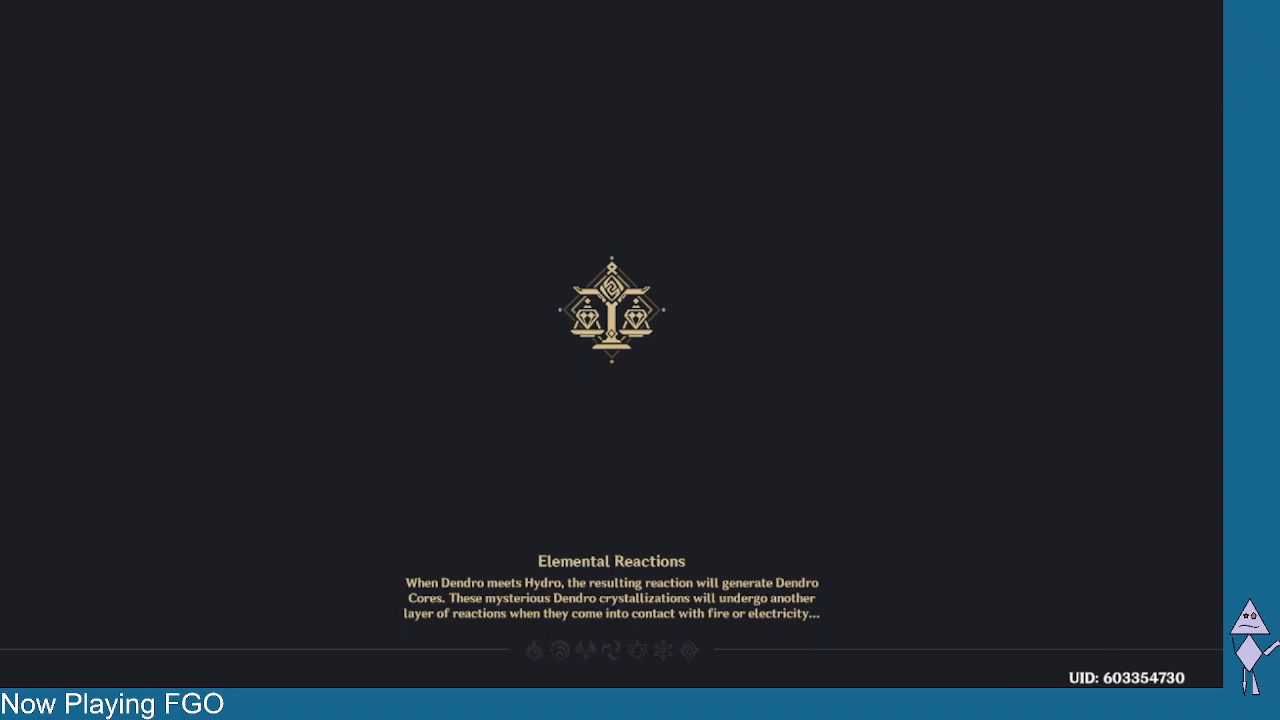 Elemental Reactions
When Dendro meets Hydro, the resulting reaction will generate Dendro
Cores. These mysterious Dendro crystallizations will undergo another
layer of reactions when they come into contact with fire or electricity...
UID: 603354730
Now Playing FGO